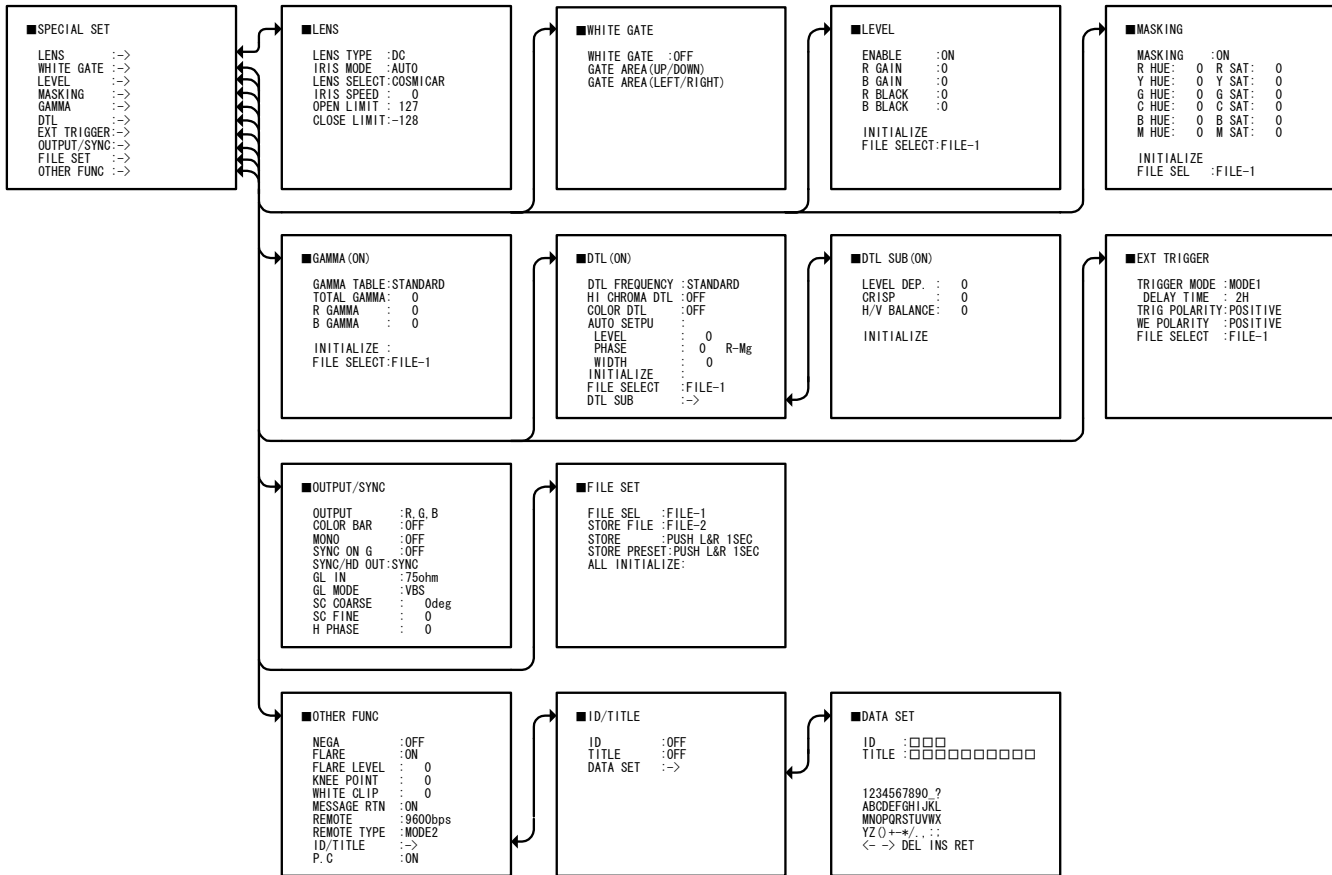 ■SPECIAL SET
LENS :->
WHITE GATE :->
LEVEL :->
MASKING :->
GAMMA :->
DTL :->
EXT TRIGGER:->
OUTPUT/SYNC:->
FILE SET :->
OTHER FUNC :->
■LENS
LENS TYPE :DC
IRIS MODE :AUTO
LENS SELECT:COSMICAR
IRIS SPEED : 0
OPEN LIMIT : 127
CLOSE LIMIT:-128
■WHITE GATE
WHITE GATE :OFF
GATE AREA(UP/DOWN)
GATE AREA(LEFT/RIGHT)
■LEVEL
ENABLE :ON
R GAIN :0
B GAIN :0
R BLACK :0
B BLACK :0
INITIALIZE
FILE SELECT:FILE-1
■MASKING
MASKING :ON
R HUE: 0 R SAT: 0
Y HUE: 0 Y SAT: 0
G HUE: 0 G SAT: 0
C HUE: 0 C SAT: 0
B HUE: 0 B SAT: 0
M HUE: 0 M SAT: 0
INITIALIZE
FILE SEL :FILE-1
■GAMMA(ON)
GAMMA TABLE:STANDARD
TOTAL GAMMA: 0
R GAMMA : 0
B GAMMA : 0
INITIALIZE :
FILE SELECT:FILE-1
■DTL(ON)
DTL FREQUENCY :STANDARD
HI CHROMA DTL :OFF
COLOR DTL :OFF
AUTO SETPU :
LEVEL : 0
PHASE : 0 R-Mg
WIDTH : 0
INITIALIZE :
FILE SELECT :FILE-1
DTL SUB :->
■DTL SUB(ON)
LEVEL DEP. : 0
CRISP : 0
H/V BALANCE: 0
INITIALIZE
■EXT TRIGGER
TRIGGER MODE :MODE1
DELAY TIME : 2H
TRIG POLARITY:POSITIVE
WE POLARITY :POSITIVE
FILE SELECT :FILE-1
■OUTPUT/SYNC
OUTPUT :R,G,B
COLOR BAR :OFF
MONO :OFF
SYNC ON G :OFF
SYNC/HD OUT:SYNC
GL IN :75ohm
GL MODE :VBS
SC COARSE : 0deg
SC FINE : 0
H PHASE : 0
■FILE SET
FILE SEL :FILE-1
STORE FILE :FILE-2
STORE :PUSH L&R 1SEC
STORE PRESET:PUSH L&R 1SEC
ALL INITIALIZE:
■OTHER FUNC
NEGA :OFF
FLARE :ON
FLARE LEVEL : 0
KNEE POINT : 0
WHITE CLIP : 0
MESSAGE RTN :ON
REMOTE :9600bps
REMOTE TYPE :MODE2
ID/TITLE :->
P.C :ON
■ID/TITLE
ID :OFF
TITLE :OFF
DATA SET :->
■DATA SET
ID :□□□
TITLE :□□□□□□□□□□
1234567890_?
ABCDEFGHIJKL
MNOPQRSTUVWX
YZ()+-*/.,:;
<- -> DEL INS RET